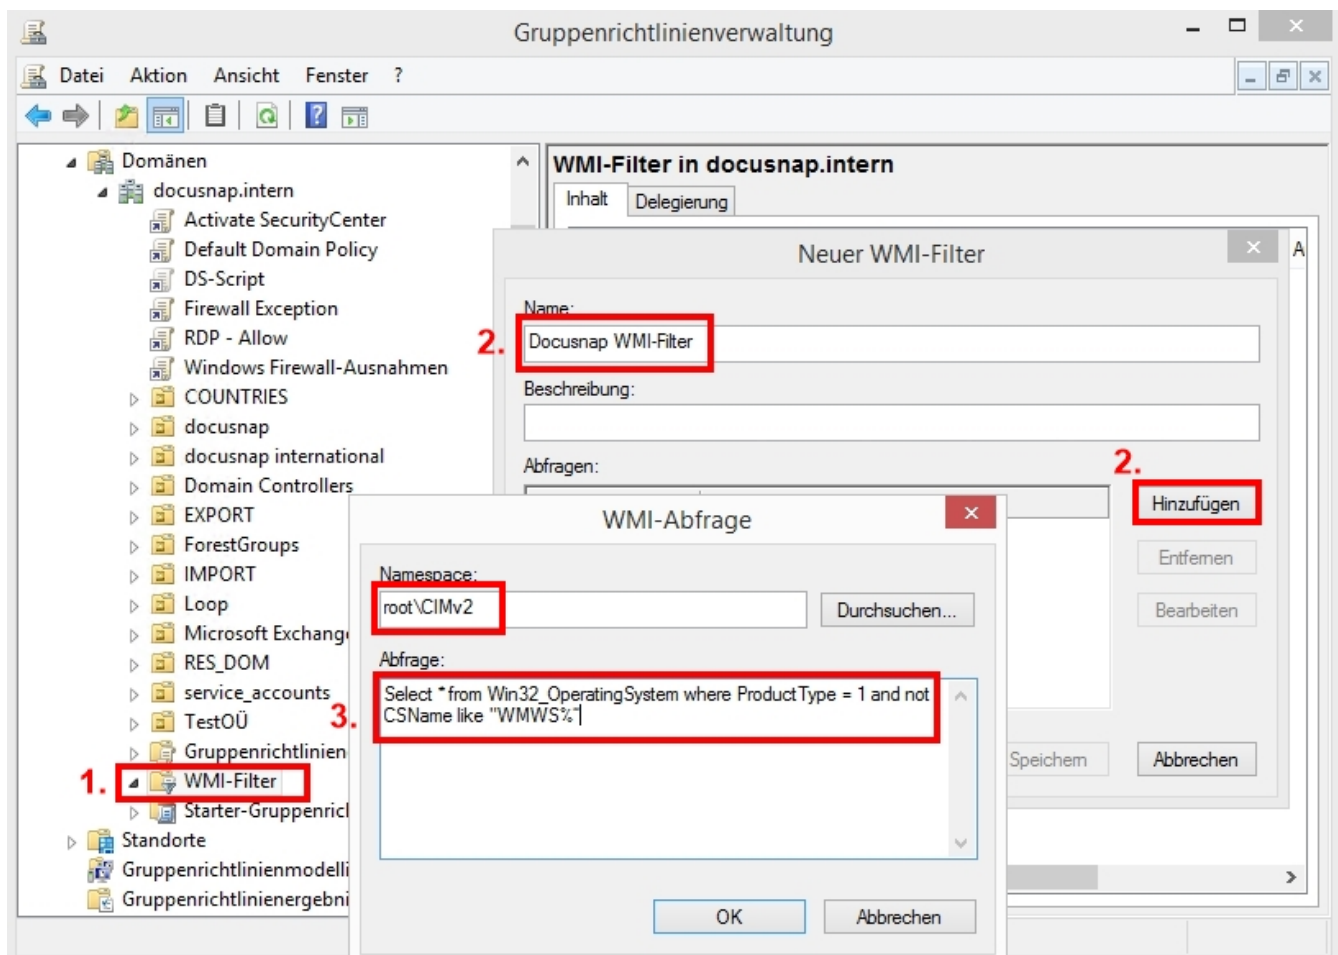 Gruppenrichtlinienverwaltung
Datei Aktion Ansicht Fenster ?
Domänen
docusnap.intern
Activate SecurityCenter
Default Domain Policy
DS-Script
Firewall Exception
RDP - Allow
Windows Firewall-Ausnahmen
COUNTRIES
docusnap
docusnap international
Domain Controllers
EXPORT
ForestGroups
IMPORT
Loop
Microsoft Exchange
RES_DOM
service_accounts
TestOÜ
Gruppenrichtlinien
1. WMI-Filter
Starter-Gruppenrich
Standorte
Gruppenrichtlinienmodelli
Gruppenrichtlinienergebni
WMI-Filter in docusnap.intern
Inhalt Delegierung
A
Neuer WMI-Filter
Name:
2. Docusnap WMI-Filter
Beschreibung:
Abfragen:
2.
Hinzufügen
Entfernen
Bearbeiten
Speichern Abbrechen
WMI-Abfrage
Namespace:
root\CIMv2 Durchsuchen...
Abfrage:
3. Select * from Win32_OperatingSystem where ProductType = 1 and not
CSName like "WMWS%"
OK Abbrechen